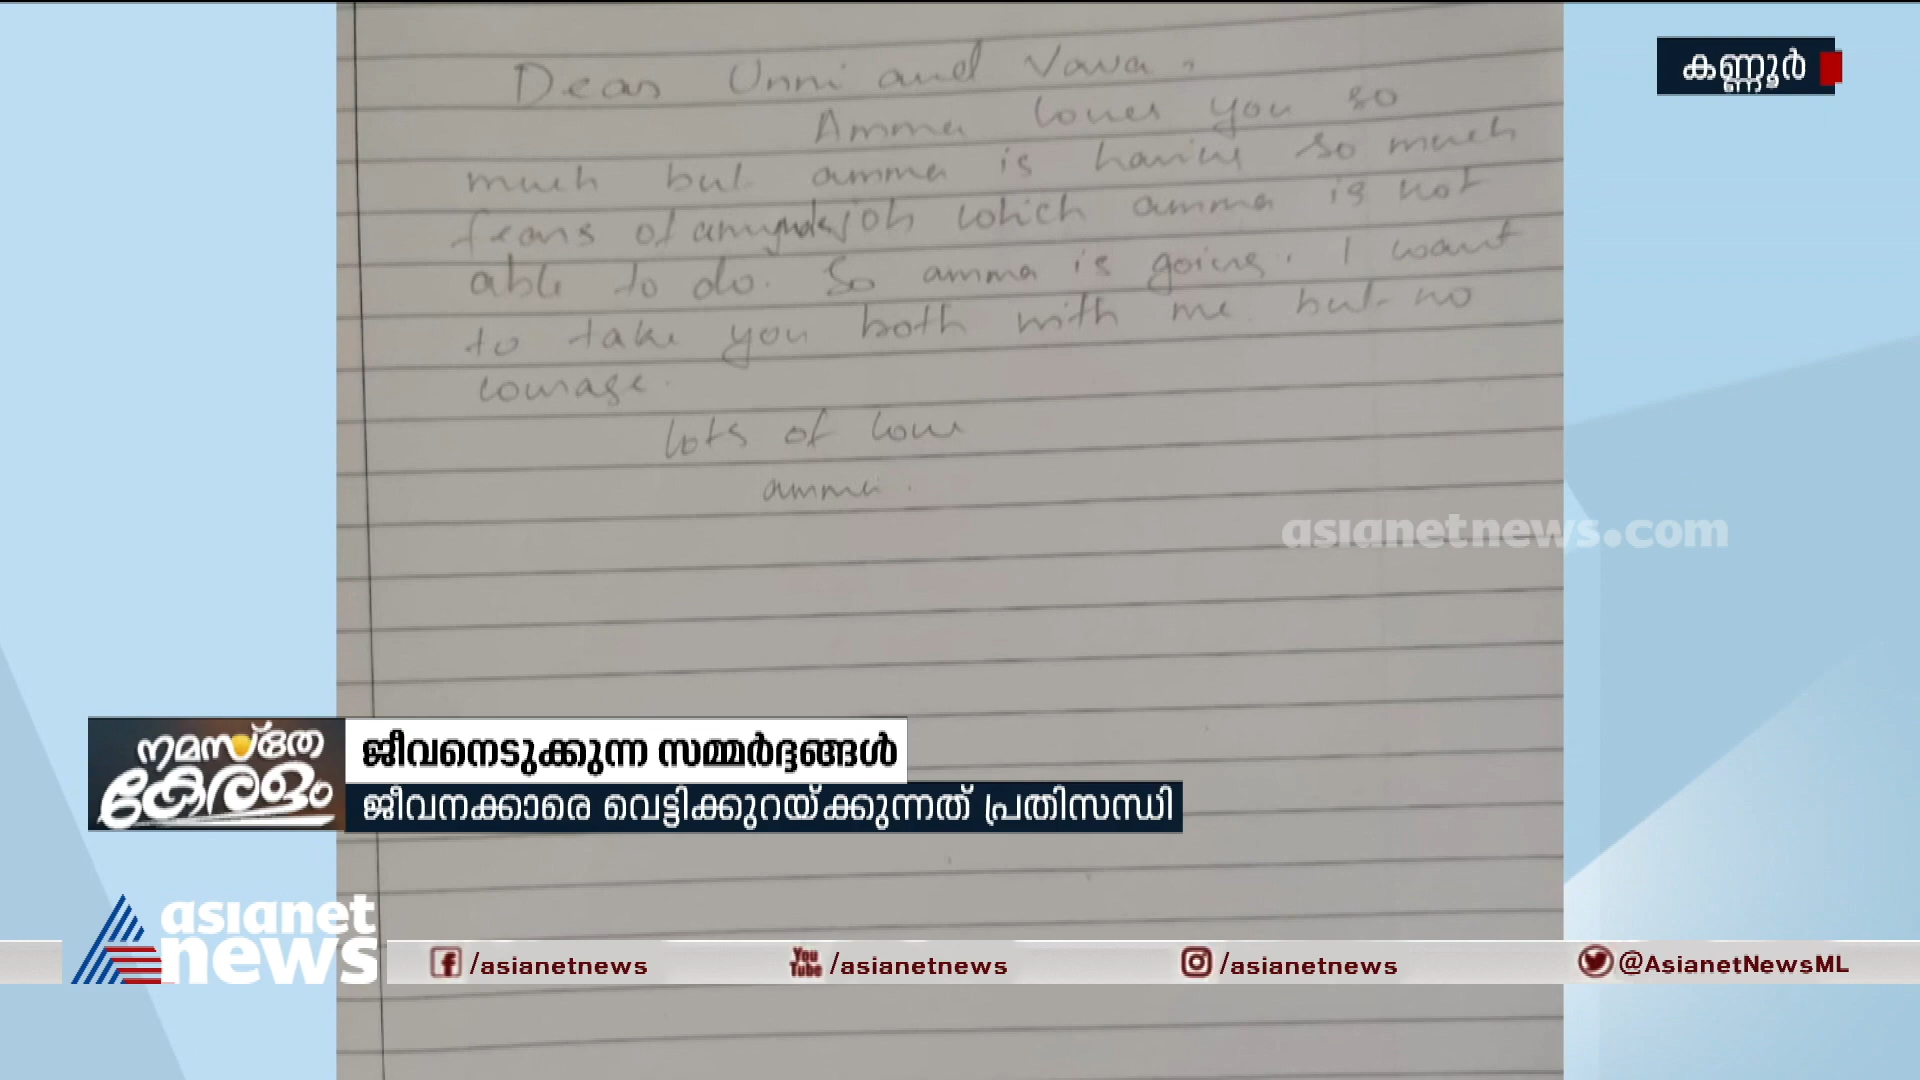 കണ്ണൂർ
Dear Unni and Vava,
Amma loves you so
much but amma is having so much
fears of job which amma is not
able to do. So amma is going. I want
to take you both with me but no
courage.
lots of love
amma.
asianetnews.com
നമസ്തേ
കേരളം
ജീവനെടുക്കുന്ന സമ്മർദ്ദങ്ങൾ
ജീവനക്കാരെ വെട്ടിക്കുറയ്ക്കുന്നത് പ്രതിസന്ധി
asianet
news
/asianetnews
You
Tube
/asianetnews
/asianetnews
@AsianetNewsML